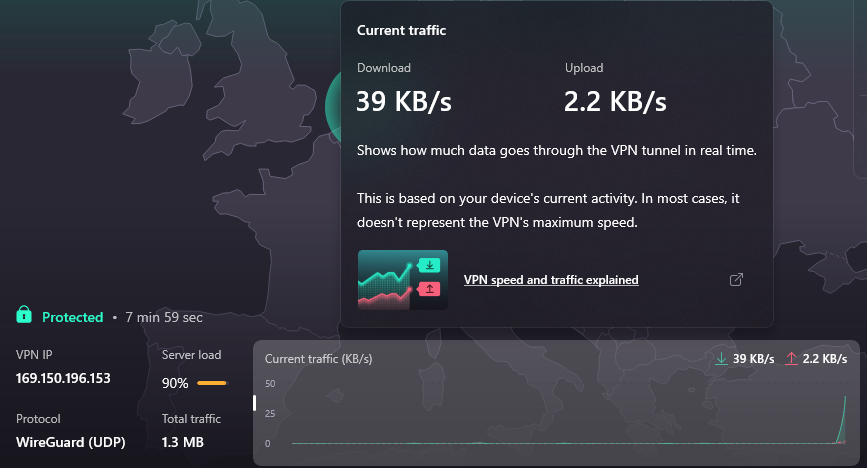 Current traffic
Download
Upload
39 KB/s
2.2 KB/s
Shows how much data goes through the VPN tunnel in real time.
This is based on your device's current activity. In most cases, it
doesn't represent the VPN's maximum speed.
VPN speed and traffic explained
Protected • 7 min 59 sec
VPN IP
Server load
169.150.196.153
90%
Protocol
Total traffic
WireGuard (UDP)
1.3 MB
Current traffic (KB/s)
39 KB/s
2.2 KB/s
50
25
0